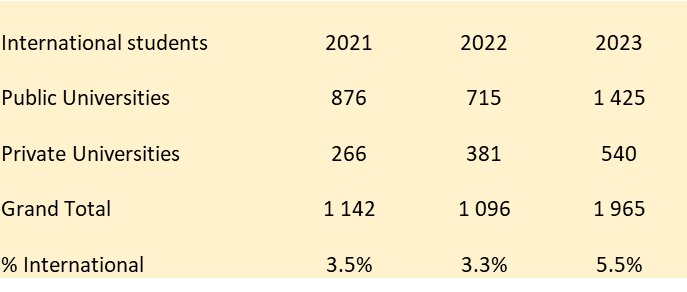 International students 2021 2022 2023
Public Universities 876 715 1 425
Private Universities 266 381 540
Grand Total 1 142 1 096 1 965
% International 3.5% 3.3% 5.5%